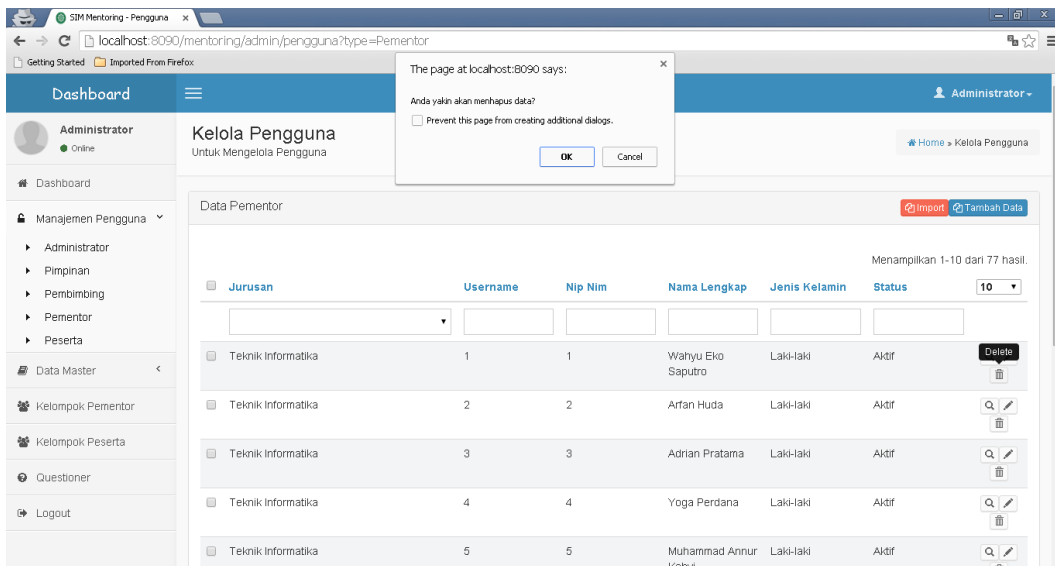 SIM Mentoring - Pengguna
localhost:8090/mentoring/admin/pengguna?type=Pementor
Getting Started Imported From Firefox
The page at localhost:8090 says:
Anda yakin akan menhapus data?
Prevent this page from creating additional dialogs.
OK Cancel
Dashboard
Administrator
Administrator
Online
Kelola Pengguna
Untuk Mengelola Pengguna
Home » Kelola Pengguna
Dashboard
Manajemen Pengguna
Administrator
Pimpinan
Pembimbing
Pementor
Peserta
Data Master
Kelompok Pementor
Kelompok Peserta
Questioner
Logout
Data Pementor
Import Tambah Data
Menampilkan 1-10 dari 77 hasil.
Jurusan Username Nip Nim Nama Lengkap Jenis Kelamin Status 10
Delete
Teknik Informatika 1 1 Wahyu Eko Saputro Laki-laki Aktif
Teknik Informatika 2 2 Arfan Huda Laki-laki Aktif
Teknik Informatika 3 3 Adrian Pratama Laki-laki Aktif
Teknik Informatika 4 4 Yoga Perdana Laki-laki Aktif
Teknik Informatika 5 5 Muhammad Annur Laki-laki Aktif